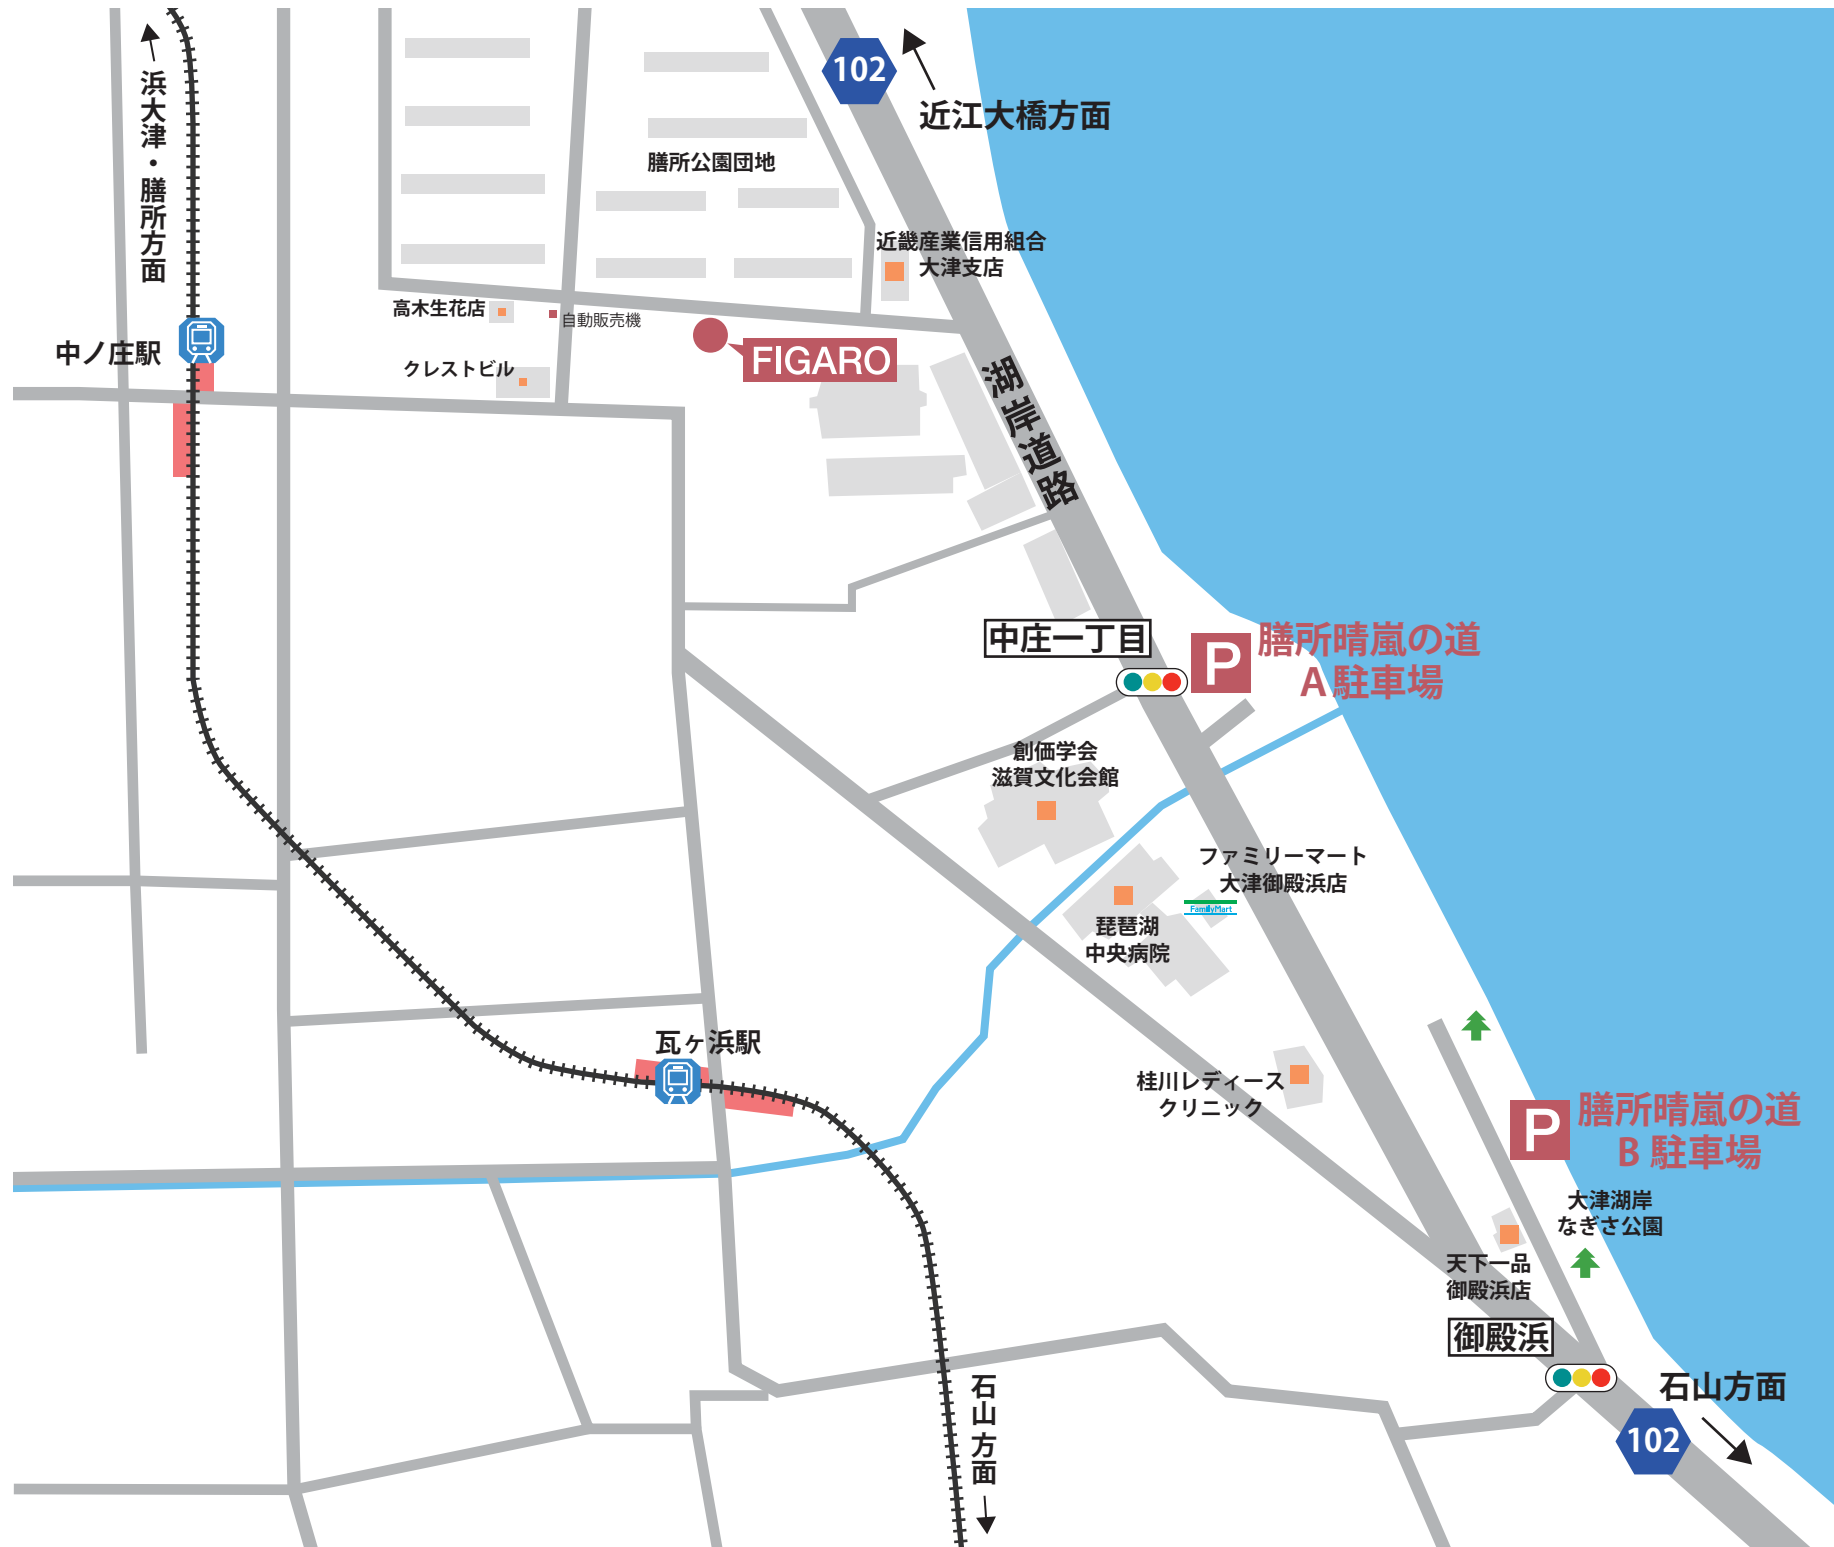 102
近江大橋方面
浜大津・膳所方面
膳所公園団地
近畿産業信用組合
大津支店
高木生花店
自動販売機
中ノ庄駅
FIGARO
クレストビル
湖岸道路
中庄一丁目
P
膳所晴嵐の道
A 駐車場
創価学会
滋賀文化会館
ファミリーマート
大津御殿浜店
FamilyMart
琵琶湖
中央病院
瓦ヶ浜駅
桂川レディース
クリニック
P
膳所晴嵐の道
B 駐車場
大津湖岸
なぎさ公園
天下一品
御殿浜店
御殿浜
石山方面
石山方面
102